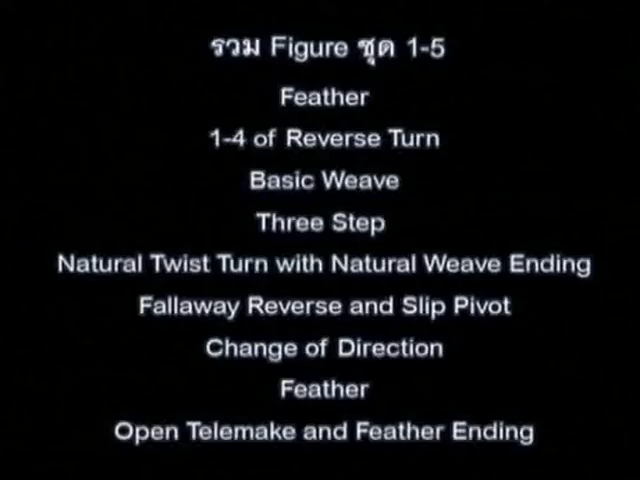 รวม Figure ชุด 1-5
Feather
1-4 of Reverse Turn
Basic Weave
Three Step
Natural Twist Turn with Natural Weave Ending
Fallaway Reverse and Slip Pivot
Change of Direction
Feather
Open Telemake and Feather Ending